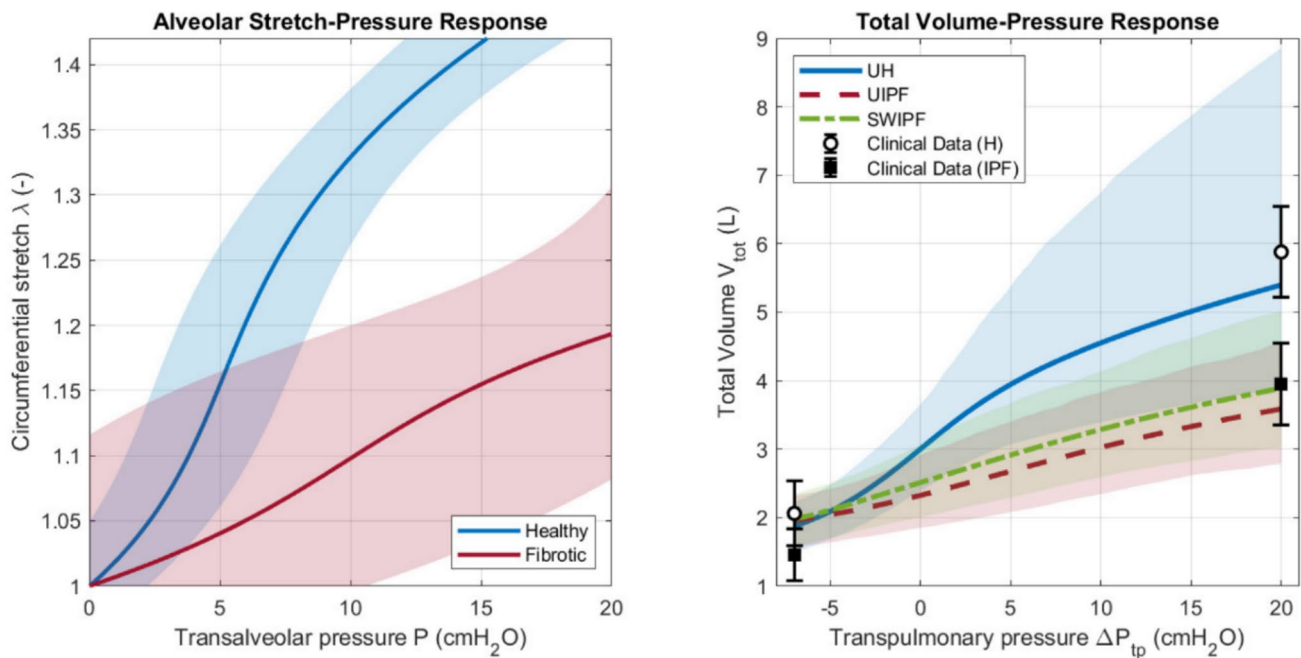 Alveolar Stretch-Pressure Response
Circumferential stretch λ (-)
1.4
1.35
1.3
1.25
1.2
1.15
1.1
1.05
1
0
5
10
15
20
Transalveolar pressure P (cmH₂O)
Healthy
Fibrotic
Total Volume-Pressure Response
Total Volume V_tot (L)
9
8
7
6
5
4
3
2
1
-5
0
5
10
15
20
Transpulmonary pressure ΔP_tp (cmH₂O)
UH
UIPF
SWIPF
Clinical Data (H)
Clinical Data (IPF)